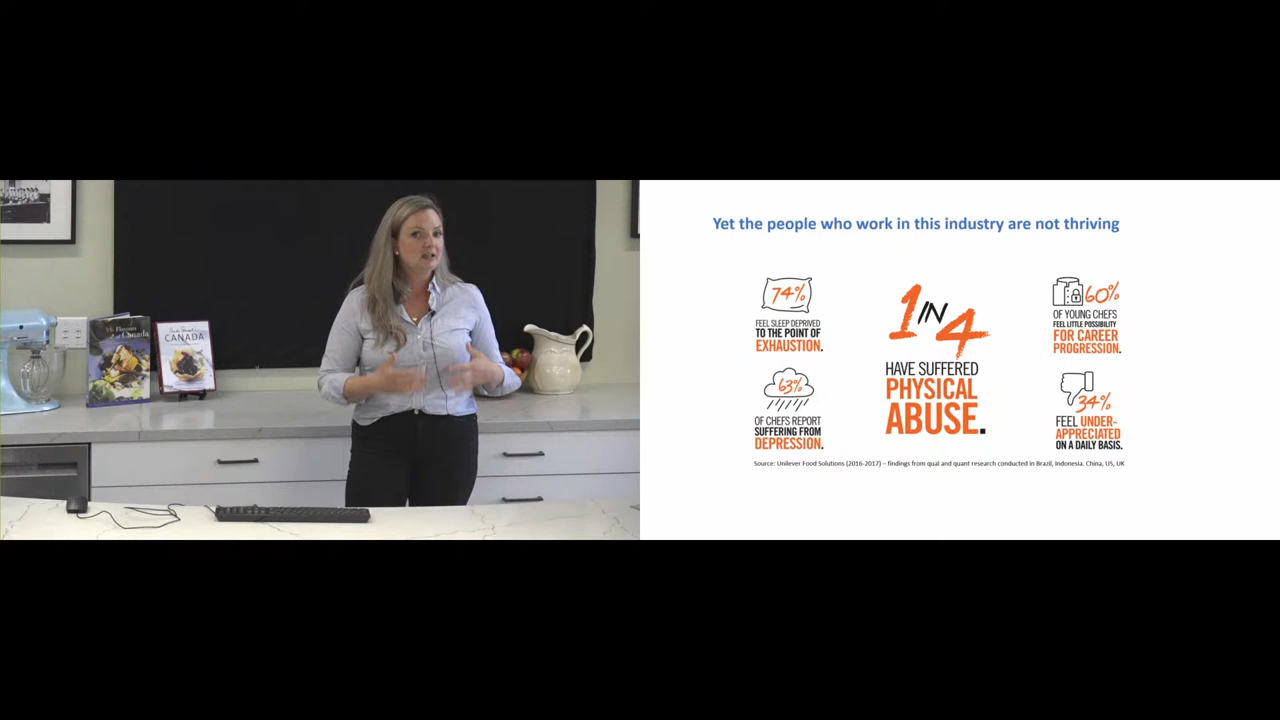 Flavours
of Canada
CANADA
Yet the people who work in this industry are not thriving
74%
FEEL SLEEP DEPRIVED
TO THE POINT OF
EXHAUSTION.
63%
OF CHEFS REPORT
SUFFERING FROM
DEPRESSION.
1 IN 4
HAVE SUFFERED
PHYSICAL
ABUSE.
60%
OF YOUNG CHEFS
FEEL LITTLE POSSIBILITY
FOR CAREER
PROGRESSION.
34%
FEEL UNDER-
APPRECIATED
ON A DAILY BASIS.
Source: Unilever Food Solutions (2016-2017) – findings from qual and quant research conducted in Brazil, Indonesia. China, US, UK